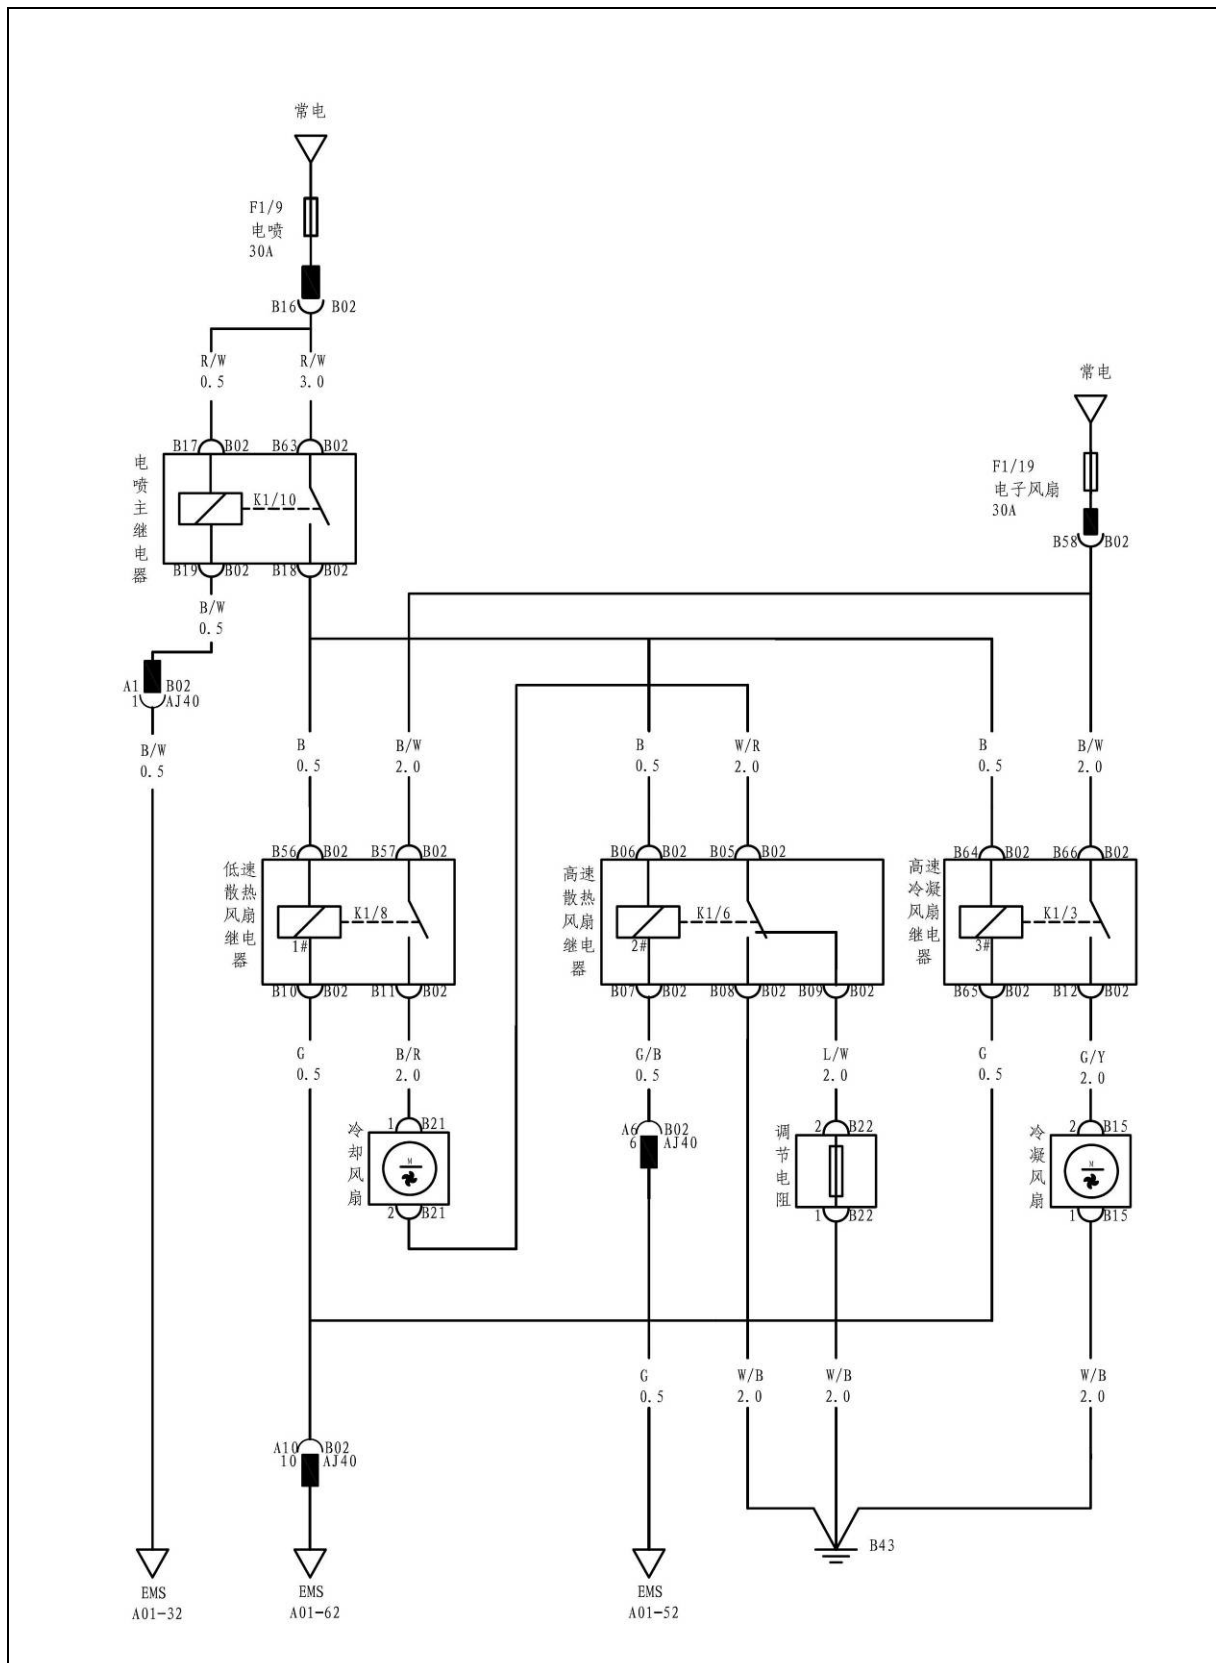 常电
F1/9
电喷
30A
B16 B02
R/W R/W
0.5 3.0
常电
B17 B02 B63 B02
F1/19
电子风扇
30A
电喷主继电器
K1/10
B58 B02
B19 B02 B18 B02
B/W
0.5
A1 B02
1 AJ40
B/W
0.5
B B/W B W/R B B/W
0.5 2.0 0.5 2.0 0.5 2.0
B56 B02 B57 B02 B06 B02 B05 B02 B64 B02 B66 B02
低速
散热
风扇
继电
器
K1/8
1#
高速
散热
风扇
继电
器
K1/6
2#
高速
冷凝
风扇
继电
器
K1/3
3#
B10 B02 B11 B02 B07 B02 B08 B02 B09 B02 B65 B02 B12 B02
G B/R G/B L/W G G/Y
0.5 2.0 0.5 2.0 0.5 2.0
冷却风扇
1 B21
M
2 B21
A6 B02
6 AJ40
调节电阻
2 B22
1 B22
冷凝风扇
2 B15
M
1 B15
G W/B W/B W/B
0.5 2.0 2.0 2.0
A10 B02
10 AJ40
B43
EMS EMS EMS
A01-32 A01-62 A01-52